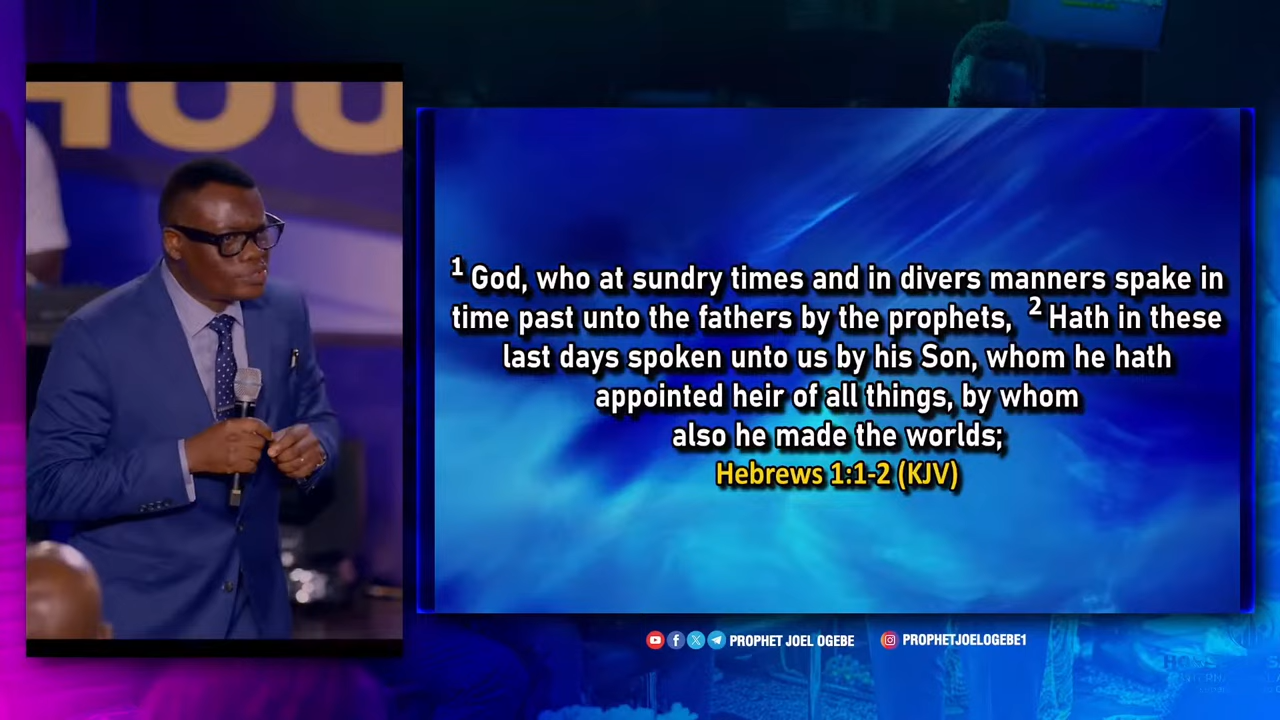 HOU
1 God, who at sundry times and in divers manners spake in
time past unto the fathers by the prophets, 2 Hath in these
last days spoken unto us by his Son, whom he hath
appointed heir of all things, by whom
also he made the worlds;
Hebrews 1:1-2 (KJV)
PROPHET JOEL OGEBE PROPHETJOELOGEBE1